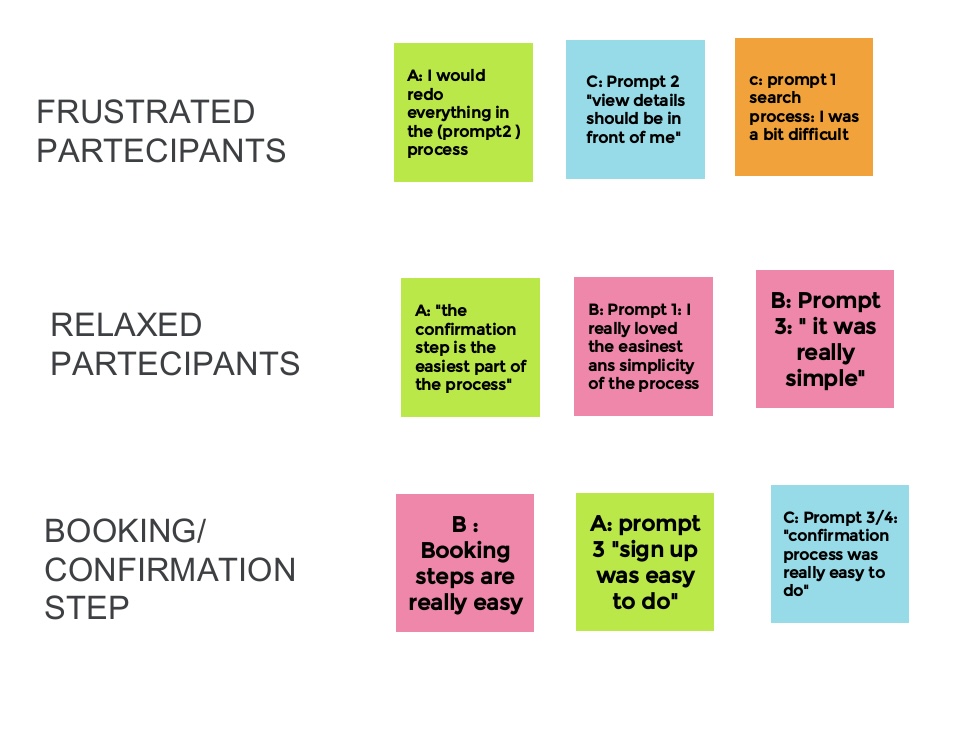 FRUSTRATED
PARTECIPANTS
A: I would
redo
everything in
the (prompt2 )
process
C: Prompt 2
"view details
should be in
front of me"
c: prompt 1
search
process: I was
a bit difficult
RELAXED
PARTECIPANTS
A: "the
confirmation
step is the
easiest part of
the process"
B: Prompt 1: I
really loved
the easinest
ans simplicity
of the process
B: Prompt
3: " it was
really
simple"
BOOKING/
CONFIRMATION
STEP
B :
Booking
steps are
really easy
A: prompt
3 "sign up
was easy
to do"
C: Prompt 3/4:
"confirmation
process was
really easy to
do"